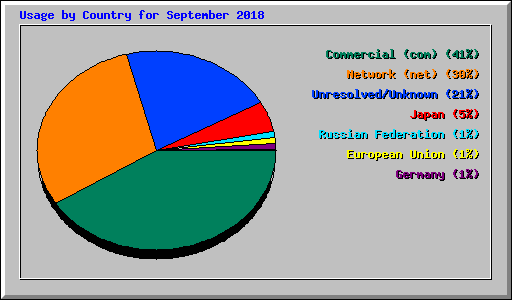 Usage by Country for September 2018
Commercial (com) (41%)
Network (net) (30%)
Unresolved/Unknown (21%)
Japan (5%)
Russian Federation (1%)
European Union (1%)
Germany (1%)